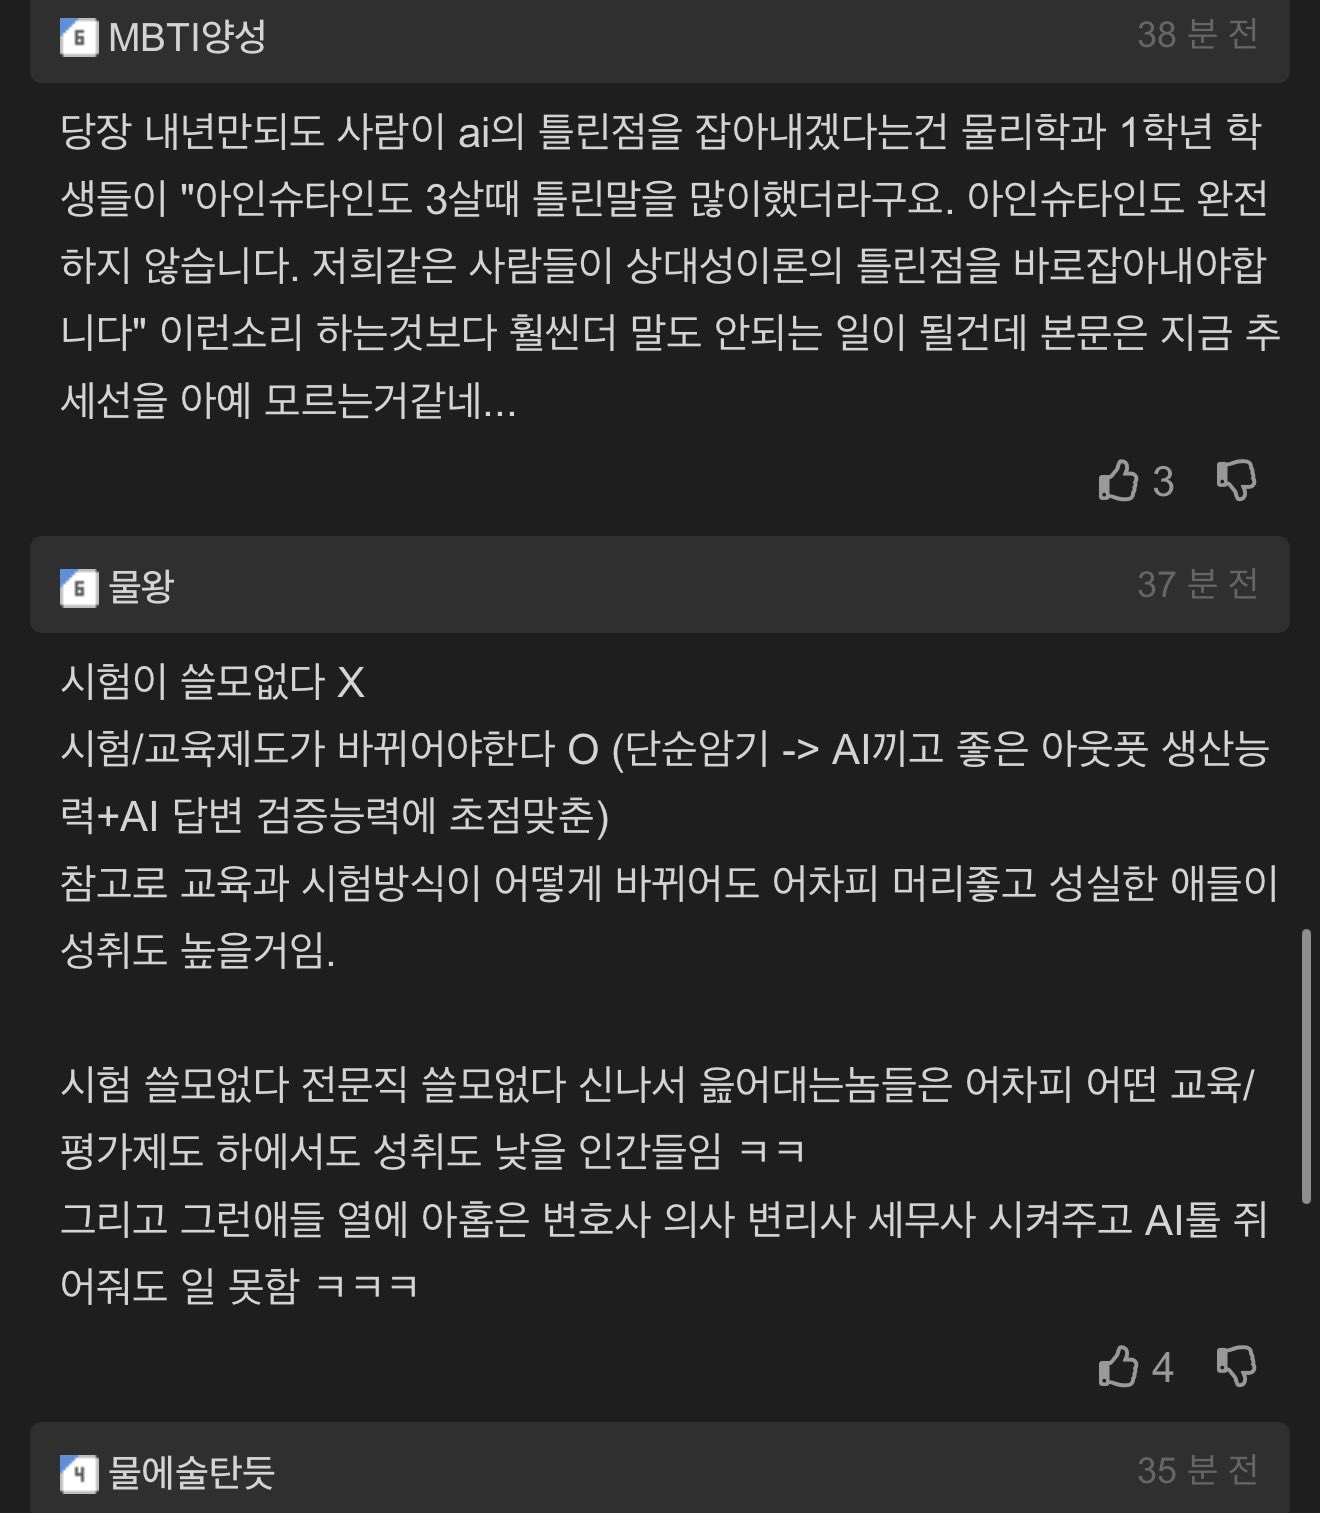 6 MBTI양성 38 분 전
당장 내년만되도 사람이 ai의 틀린점을 잡아내겠다는건 물리학과 1학년 학
생들이 "아인슈타인도 3살때 틀린말을 많이했더라구요. 아인슈타인도 완전
하지 않습니다. 저희같은 사람들이 상대성이론의 틀린점을 바로잡아내야합
니다" 이런소리 하는것보다 훨씬더 말도 안되는 일이 될건데 본문은 지금 추
세선을 아예 모르는거같네...
3
6 물왕 37 분 전
시험이 쓸모없다 X
시험/교육제도가 바뀌어야한다 O (단순암기 -> AI끼고 좋은 아웃풋 생산능
력+AI 답변 검증능력에 초점맞춘)
참고로 교육과 시험방식이 어떻게 바뀌어도 어차피 머리좋고 성실한 애들이
성취도 높을거임.
시험 쓸모없다 전문직 쓸모없다 신나서 읊어대는놈들은 어차피 어떤 교육/
평가제도 하에서도 성취도 낮을 인간들임 ㅋㅋ
그리고 그런애들 열에 아홉은 변호사 의사 변리사 세무사 시켜주고 AI툴 쥐
어줘도 일 못함 ㅋㅋㅋ
4
4 물에술탄듯 35 분 전